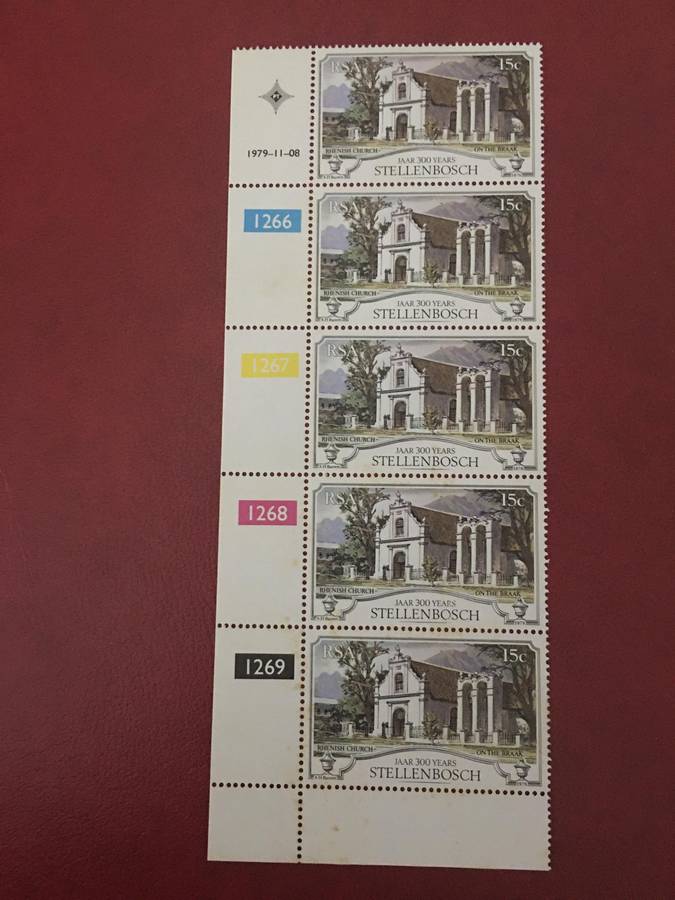 RSA 15c
1979-11-08
RHENISH CHURCH ON THE BRAAK
JAAR 300 YEARS
STELLENBOSCH
1266
RSA 15c
RHENISH CHURCH ON THE BRAAK
JAAR 300 YEARS
STELLENBOSCH
1267
RSA 15c
RHENISH CHURCH ON THE BRAAK
JAAR 300 YEARS
STELLENBOSCH
1268
RSA 15c
RHENISH CHURCH ON THE BRAAK
JAAR 300 YEARS
STELLENBOSCH
1269
RSA 15c
RHENISH CHURCH ON THE BRAAK
JAAR 300 YEARS
STELLENBOSCH